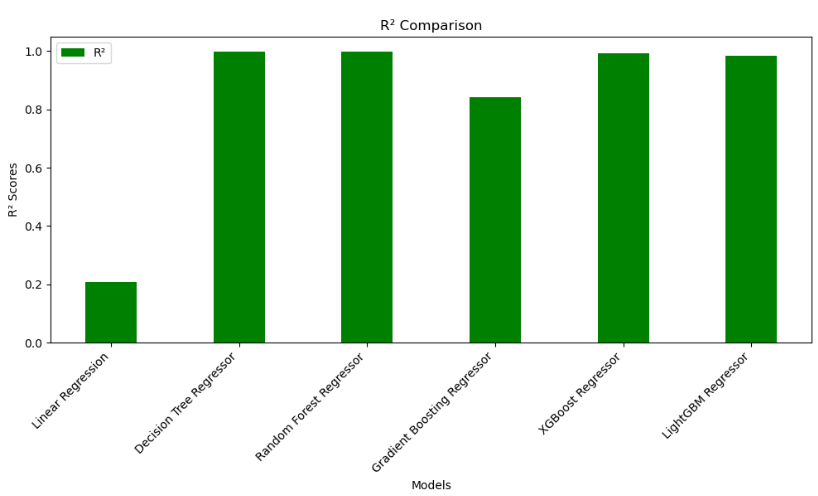 R² Comparison
R²
R² Scores
1.0
0.8
0.6
0.4
0.2
0.0
Linear Regression
Decision Tree Regressor
Random Forest Regressor
Gradient Boosting Regressor
XGBoost Regressor
LightGBM Regressor
Models